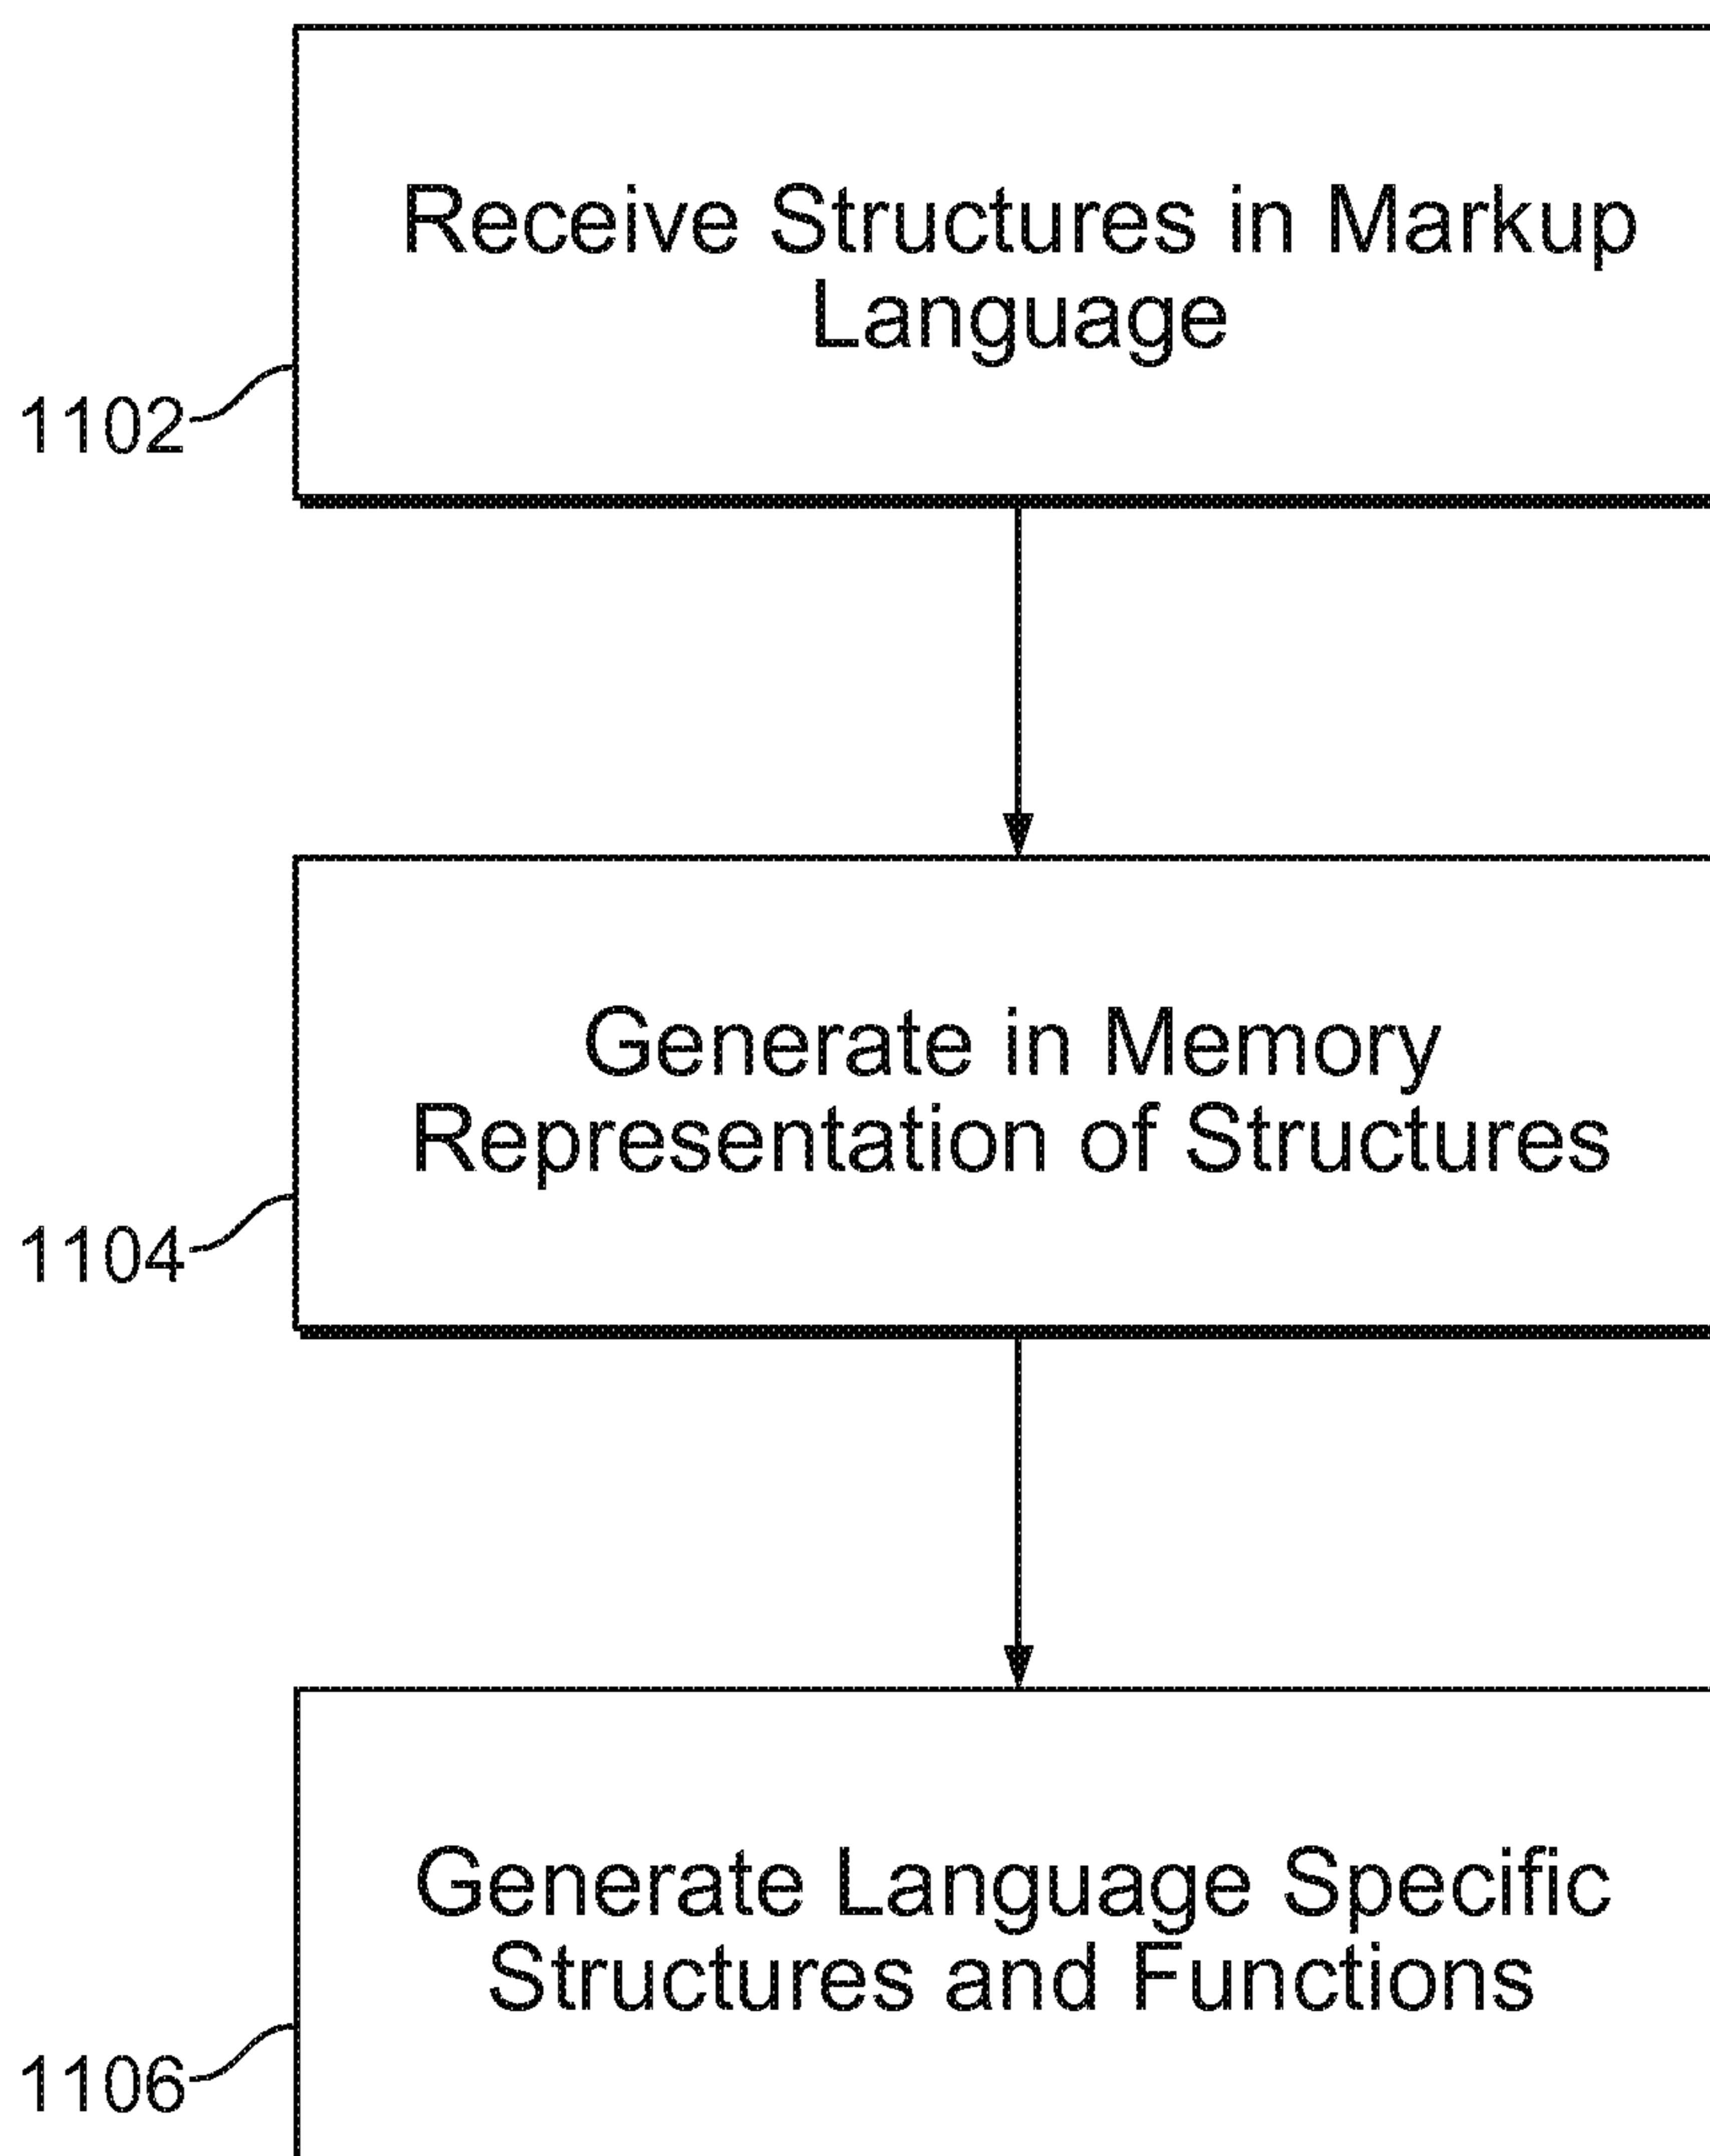 Receive Structures in Markup
Language
1102
Generate in Memory
Representation of Structures
1104
Generate Language Specific
Structures and Functions
1106